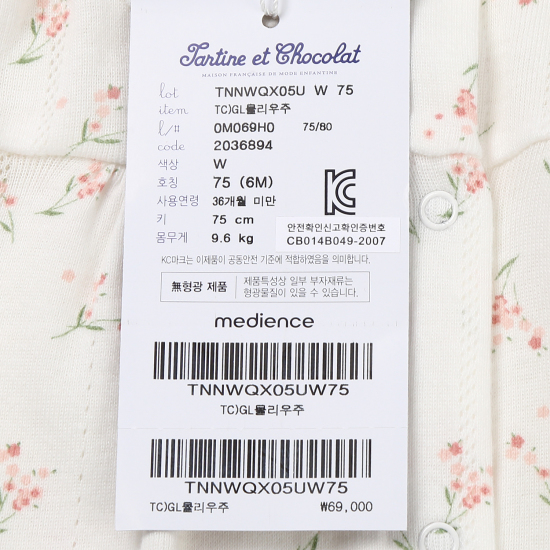 Tartine et Chocolat
MAISON FRANÇAISE DE MODE ENFANTINE
lot TNNWQX05U W 75
item TC)GL물리우주
l/# 0M069H0 75/80
code 2036894
색상 W
호칭 75 (6M)
사용연령 36개월 미만
키 75 cm
몸무게 9.6 kg
안전확인신고확인증번호
CB014B049-2007
KC마크는 이제품이 공통안전 기준에 적합하였음을 의미합니다.
無형광 제품
제품특성상 일부 부자재류는
형광물질이 있을 수 있습니다.
medience
TNNWQX05UW75
TC)GL물리우주
TNNWQX05UW75
TC)GL물리우주 ₩69,000